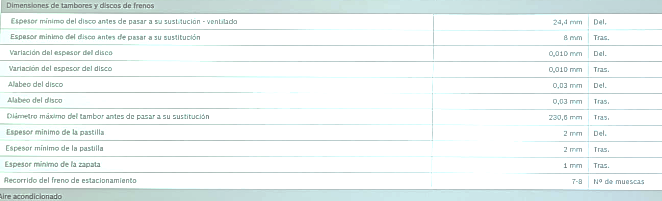 Dimensiones de tambores y discos de frenos
Espesor mínimo del disco antes de pasar a su sustitución - ventilado 24,4 mm Del.
Espesor mínimo del disco antes de pasar a su sustitución 8 mm Tras.
Variación del espesor del disco 0,010 mm Del.
Variación del espesor del disco 0,010 mm Tras.
Alabeo del disco 0,03 mm Del.
Alabeo del disco 0,03 mm Tras.
Diámetro máximo del tambor antes de pasar a su sustitución 230,6 mm Tras.
Espesor mínimo de la pastilla 2 mm Del.
Espesor mínimo de la pastilla 2 mm Tras.
Espesor mínimo de la zapata 1 mm Tras.
Recorrido del freno de estacionamiento 7-8 Nº de muescas
Aire acondicionado